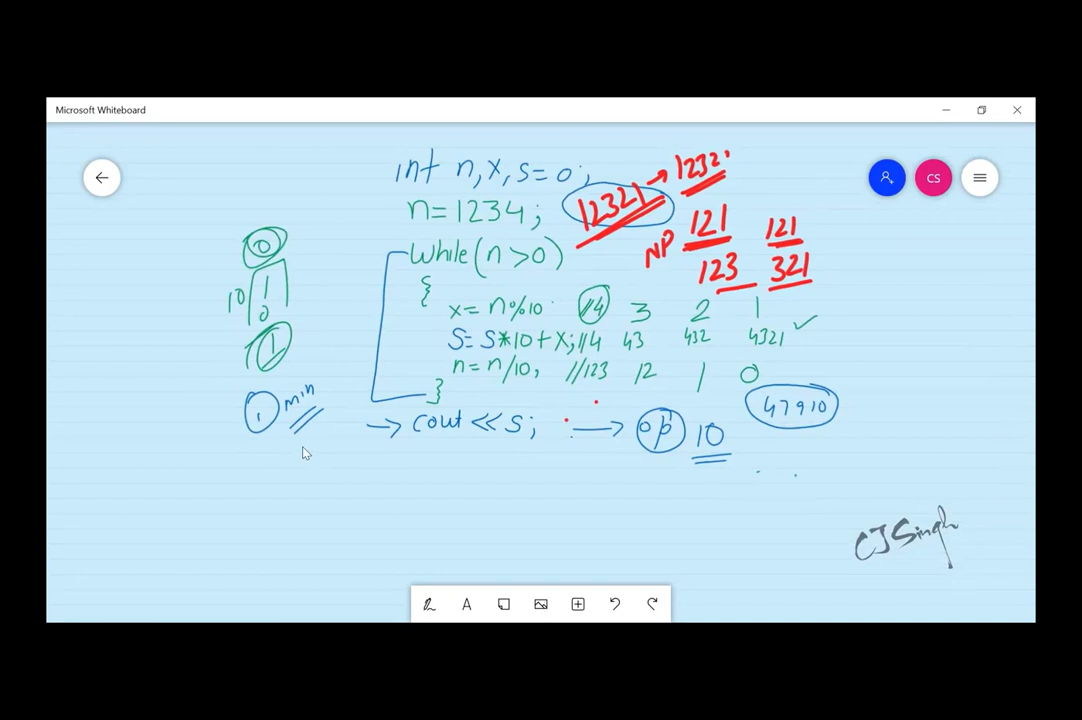 Microsoft Whiteboard
CS
int n,x,s=0;
n=1234;
12321 → 12321
while(n>0)
NP 121 121
123 321
{
x=n%10 //4 3 2 1
S=S*10+x;//4 43 432 4321 ✓
n=n/10, //123 12 1 0
}
0
10 1
0
1
1 min
→ cout<<s; → op 10
47910
CJSingh